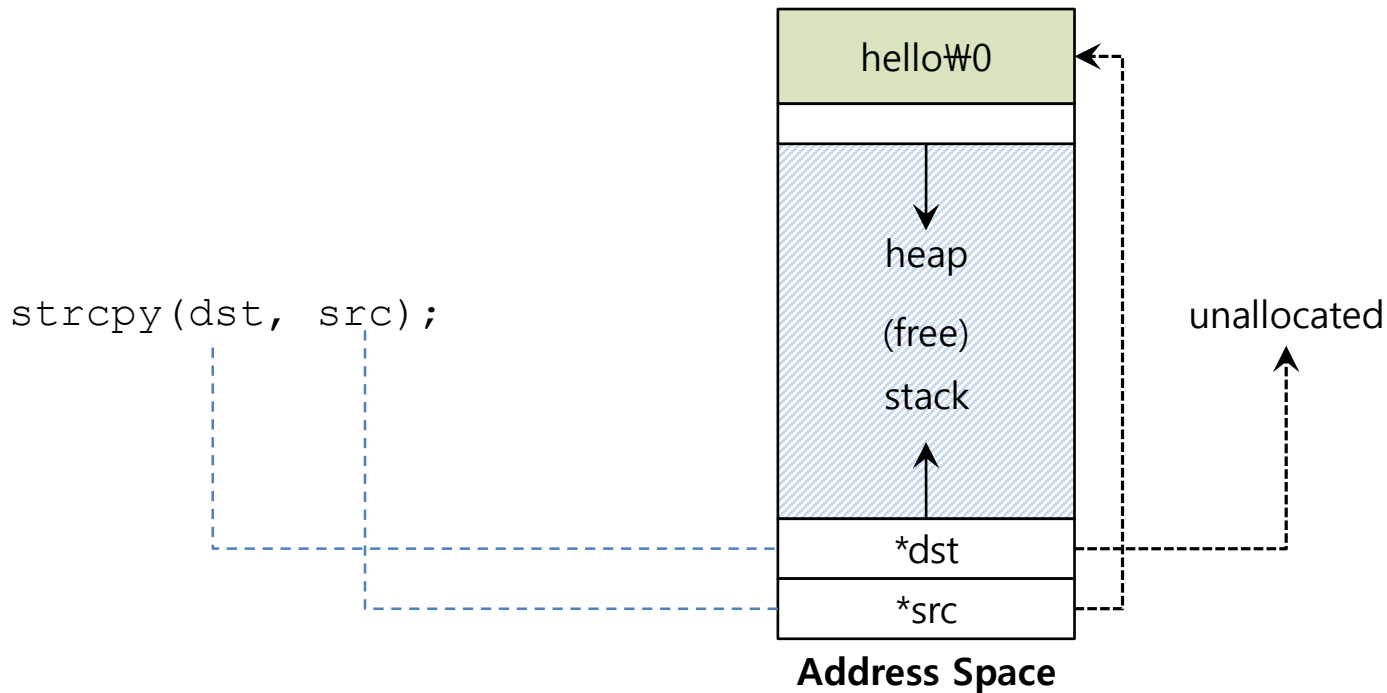 hello₩0
heap
strcpy(dst, src);
(free)
unallocated
stack
*dst
*src
Address Space